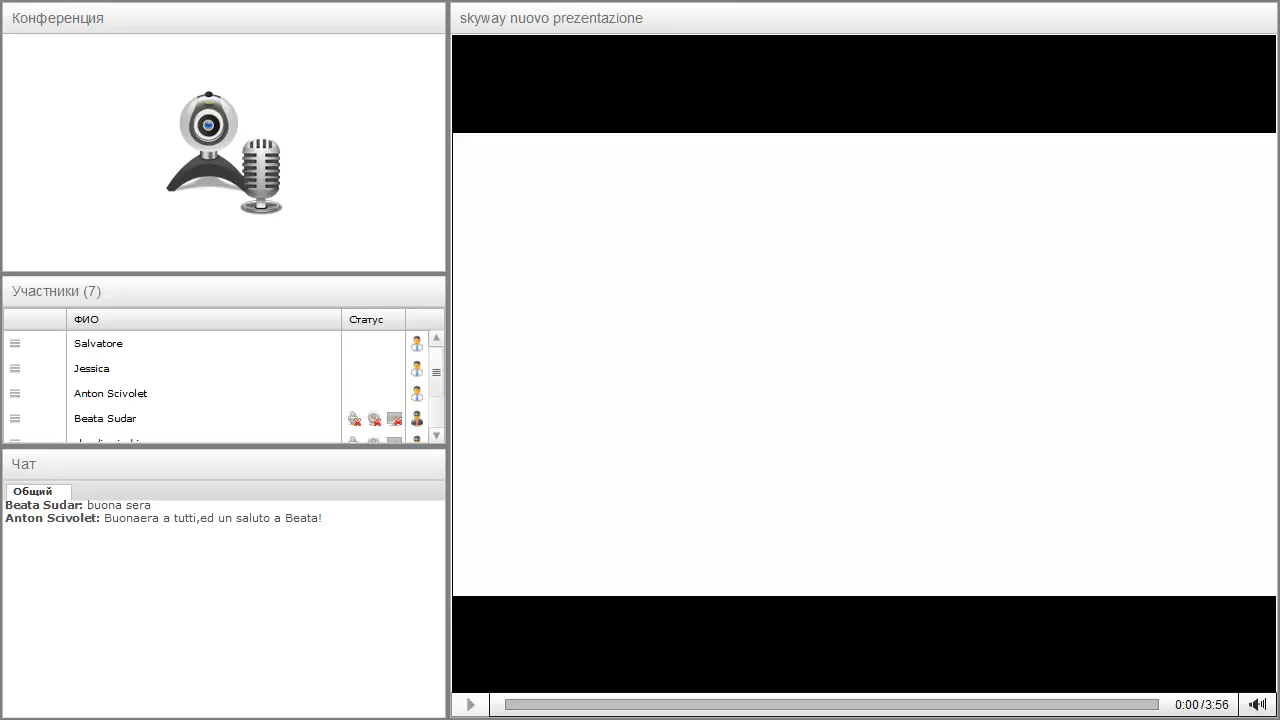 Конференция
skyway nuovo prezentazione
Участники (7)
ФИО
Статус
Salvatore
Jessica
Anton Scivolet
Beata Sudar
Чат
Общий
Beata Sudar: buona sera
Anton Scivolet: Buonaera a tutti,ed un saluto a Beata!
0:00/3:56